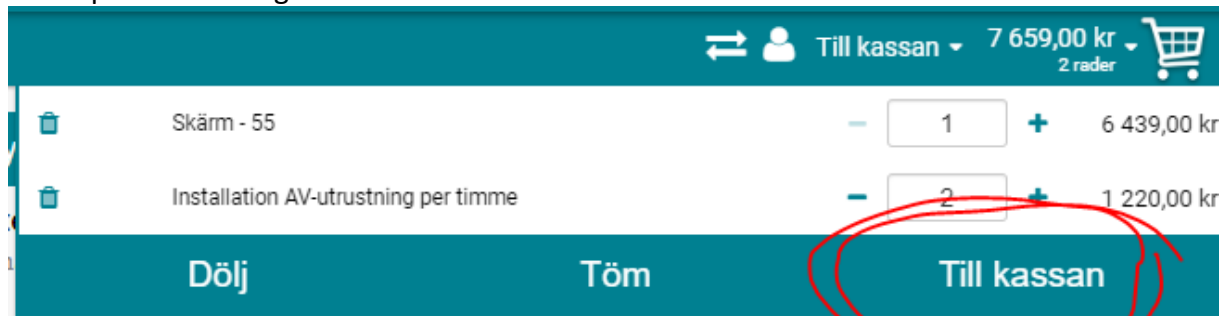 Till kassan 7 659,00 kr
2 rader
Skärm - 55 1 6 439,00 kr
Installation AV-utrustning per timme 2 1 220,00 kr
Dölj Töm Till kassan